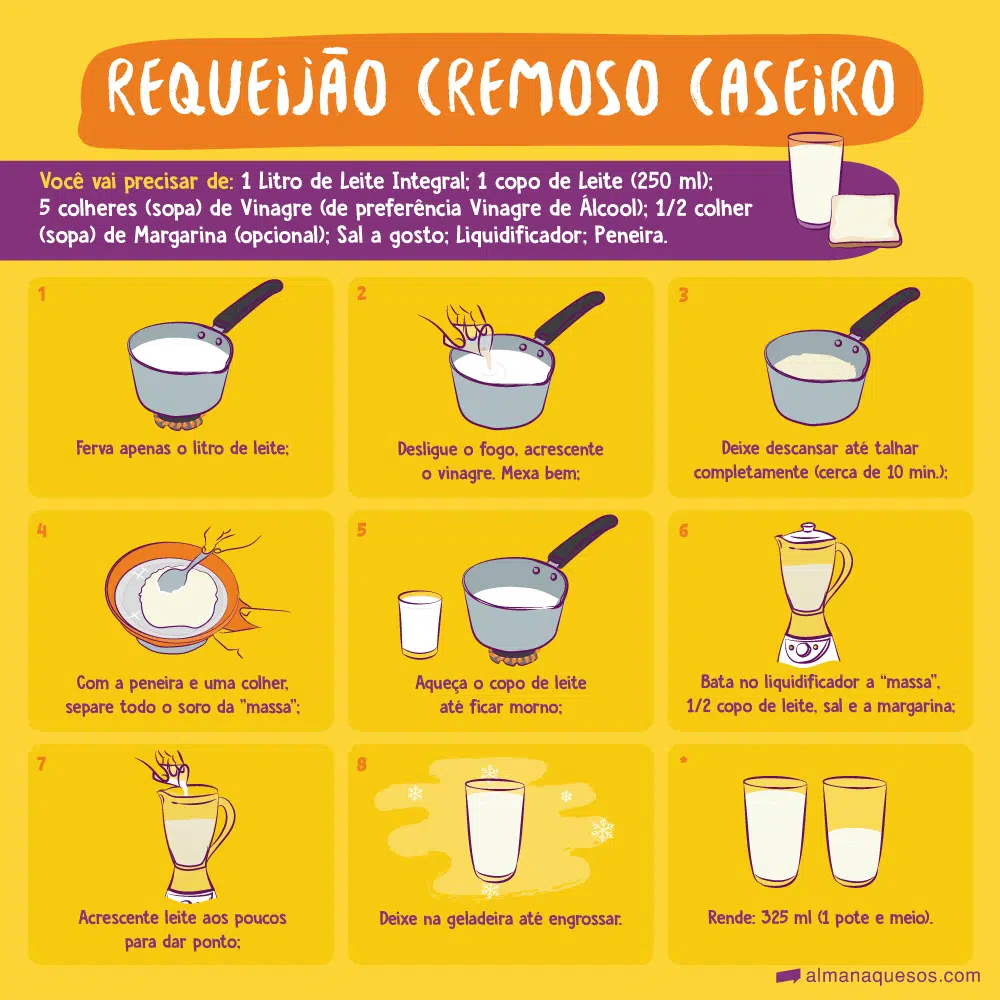 REQUEIJÃO CREMOSO CASEIRO
Você vai precisar de: 1 Litro de Leite Integral; 1 copo de Leite (250 ml);
5 colheres (sopa) de Vinagre (de preferência Vinagre de Álcool); 1/2 colher
(sopa) de Margarina (opcional); Sal a gosto; Liquidificador; Peneira.
1
Ferva apenas o litro de leite;
2
Desligue o fogo, acrescente
o vinagre. Mexa bem;
3
Deixe descansar até talhar
completamente (cerca de 10 min.);
4
Com a peneira e uma colher,
separe todo o soro da "massa";
5
Aqueça o copo de leite
até ficar morno;
6
Bata no liquidificador a "massa",
1/2 copo de leite, sal e a margarina;
7
Acrescente leite aos poucos
para dar ponto;
8
Deixe na geladeira até engrossar.
*
Rende: 325 ml (1 pote e meio).
almanaquesos.com